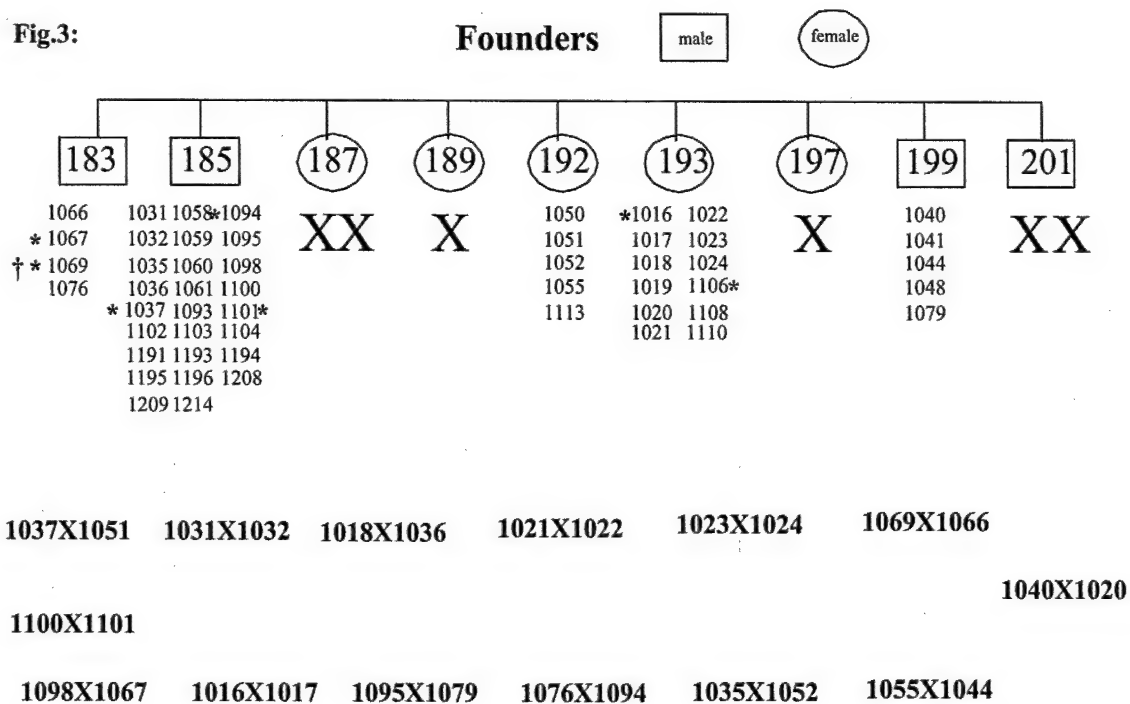 Fig.3:
Founders
male
female
183 185 187 189 192 193 197 199 201
1066 1031 1058*1094 XX X 1050 *1016 1022 X 1040 XX
* 1067 1032 1059 1095 1051 1017 1023 1041
† * 1069 1035 1060 1098 1052 1018 1024 1044
1076 1036 1061 1100 1055 1019 1106* 1048
* 1037 1093 1101* 1113 1020 1108 1079
1102 1103 1104 1021 1110
1191 1193 1194
1195 1196 1208
1209 1214
1037X1051 1031X1032 1018X1036 1021X1022 1023X1024 1069X1066
1040X1020
1100X1101
1098X1067 1016X1017 1095X1079 1076X1094 1035X1052 1055X1044